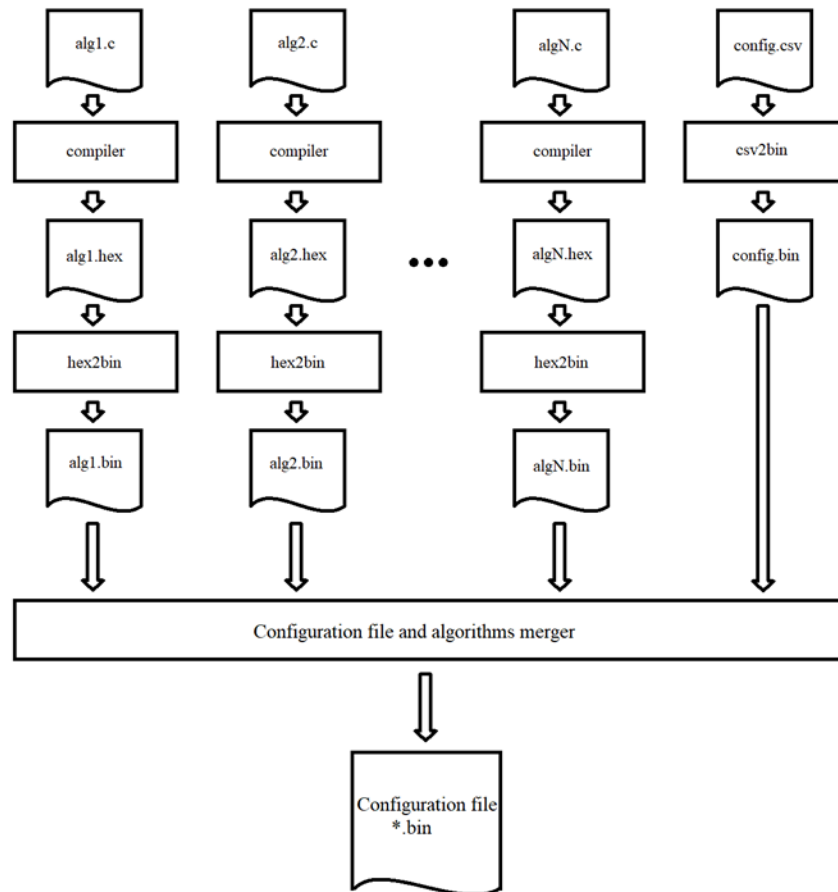 alg1.c
alg2.c
algN.c
config.csv
compiler
compiler
compiler
csv2bin
alg1.hex
alg2.hex
•••
algN.hex
config.bin
hex2bin
hex2bin
hex2bin
alg1.bin
alg2.bin
algN.bin
Configuration file and algorithms merger
Configuration file
*.bin